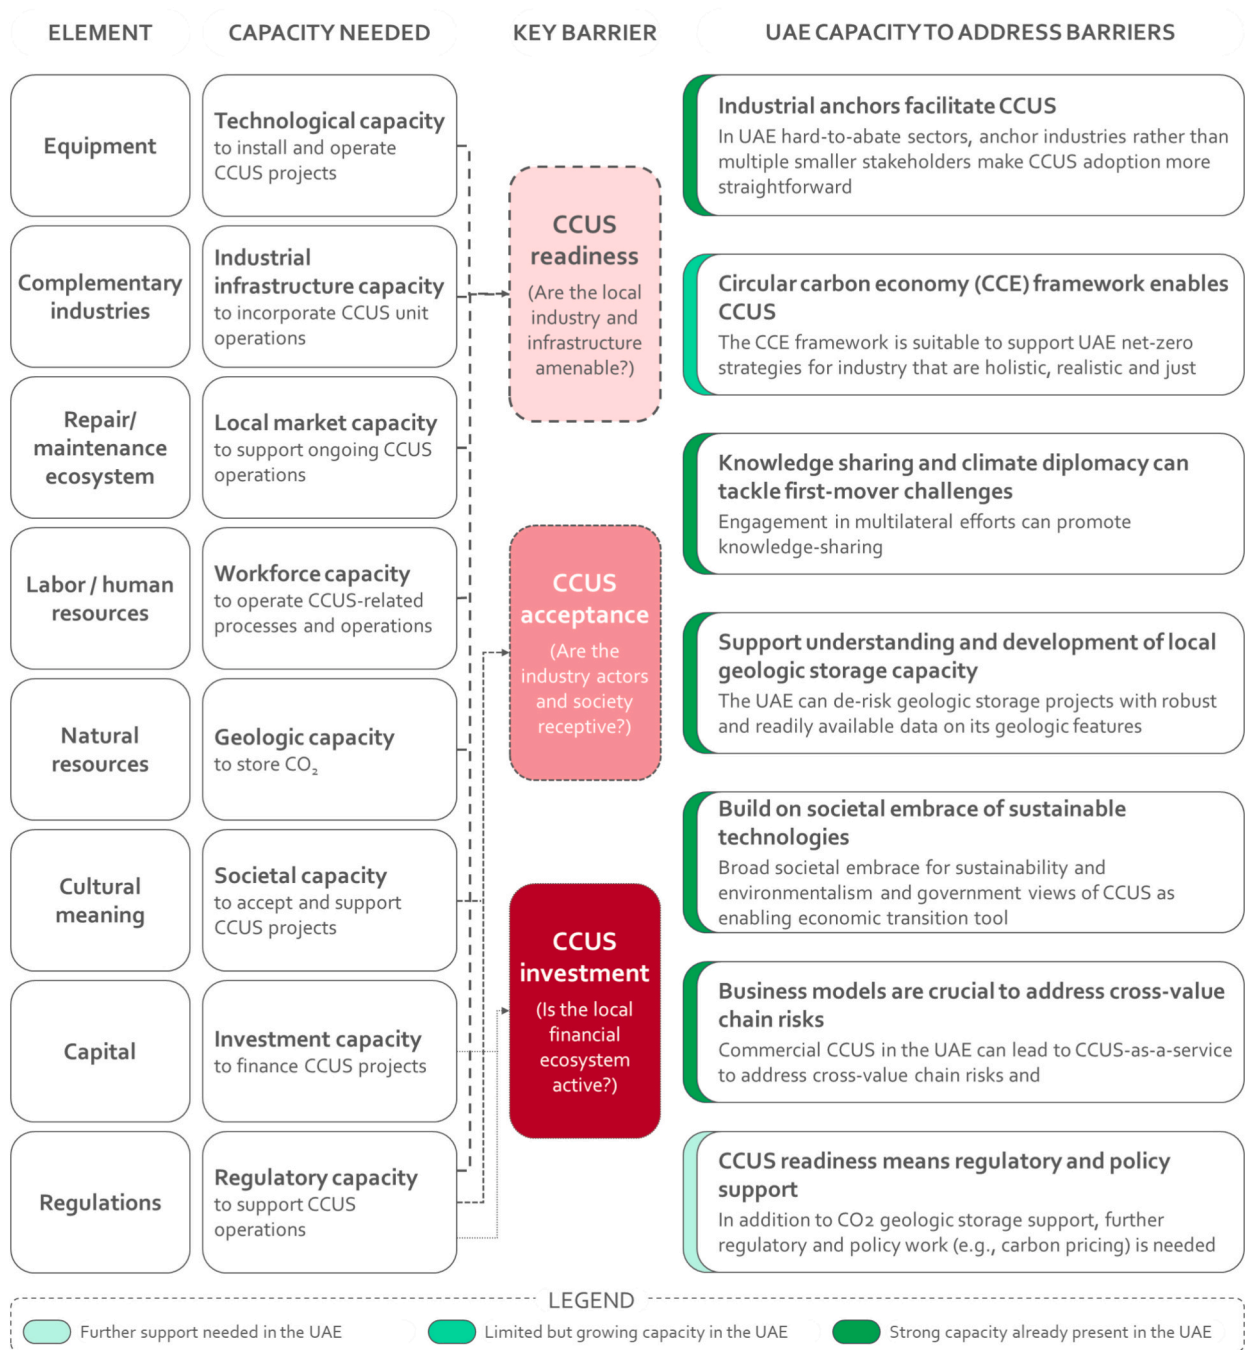 ELEMENT
CAPACITY NEEDED
KEY BARRIER
UAE CAPACITY TO ADDRESS BARRIERS
Equipment
Technological capacity
to install and operate
CCUS projects
Complementary
industries
Industrial
infrastructure capacity
to incorporate CCUS unit
operations
Repair/
maintenance
ecosystem
Local market capacity
to support ongoing CCUS
operations
Labor / human
resources
Workforce capacity
to operate CCUS-related
processes and operations
Natural
resources
Geologic capacity
to store CO₂
Cultural
meaning
Societal capacity
to accept and support
CCUS projects
Capital
Investment capacity
to finance CCUS projects
Regulations
Regulatory capacity
to support CCUS
operations
CCUS
readiness
(Are the local
industry and
infrastructure
amenable?)
CCUS
acceptance
(Are the
industry actors
and society
receptive?)
CCUS
investment
(Is the local
financial
ecosystem
active?)
Industrial anchors facilitate CCUS
In UAE hard-to-abate sectors, anchor industries rather than
multiple smaller stakeholders make CCUS adoption more
straightforward
Circular carbon economy (CCE) framework enables
CCUS
The CCE framework is suitable to support UAE net-zero
strategies for industry that are holistic, realistic and just
Knowledge sharing and climate diplomacy can
tackle first-mover challenges
Engagement in multilateral efforts can promote
knowledge-sharing
Support understanding and development of local
geologic storage capacity
The UAE can de-risk geologic storage projects with robust
and readily available data on its geologic features
Build on societal embrace of sustainable
technologies
Broad societal embrace for sustainability and
environmentalism and government views of CCUS as
enabling economic transition tool
Business models are crucial to address cross-value
chain risks
Commercial CCUS in the UAE can lead to CCUS-as-a-service
to address cross-value chain risks and
CCUS readiness means regulatory and policy
support
In addition to CO2 geologic storage support, further
regulatory and policy work (e.g., carbon pricing) is needed
LEGEND
Further support needed in the UAE
Limited but growing capacity in the UAE
Strong capacity already present in the UAE